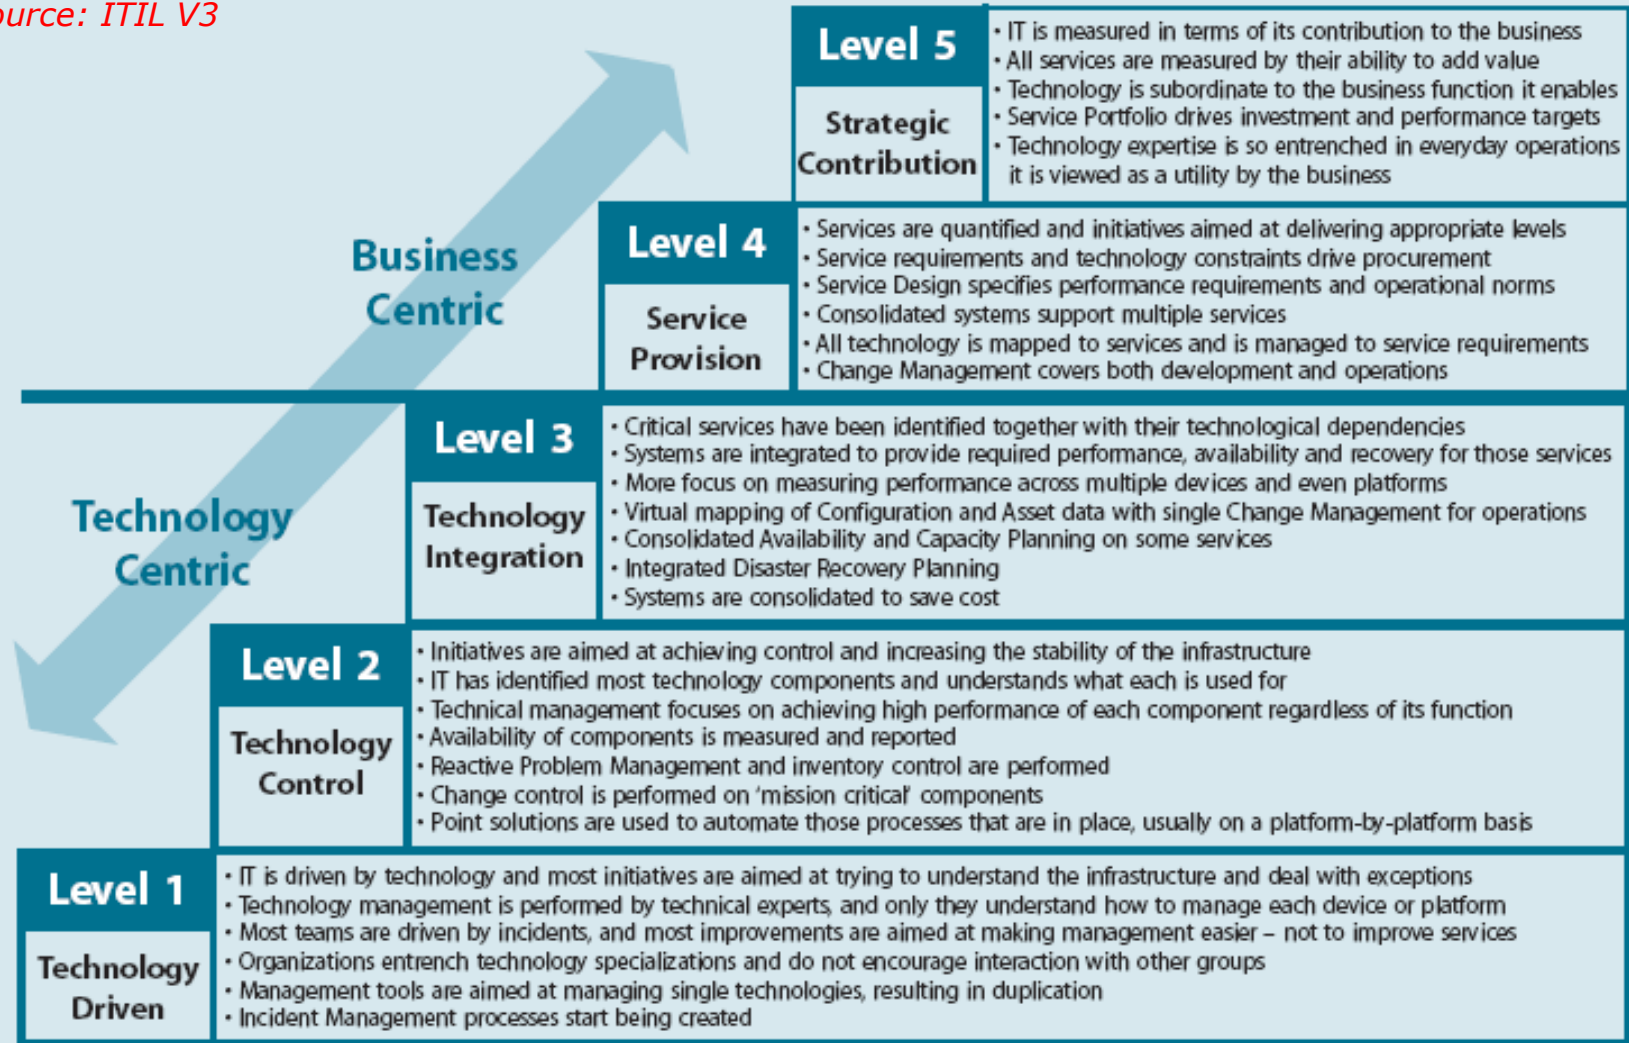 ource: ITIL V3
Level 5
Strategic
Contribution
• IT is measured in terms of its contribution to the business
• All services are measured by their ability to add value
• Technology is subordinate to the business function it enables
• Service Portfolio drives investment and performance targets
• Technology expertise is so entrenched in everyday operations
it is viewed as a utility by the business
Business
Centric
Level 4
Service
Provision
• Services are quantified and initiatives aimed at delivering appropriate levels
• Service requirements and technology constraints drive procurement
• Service Design specifies performance requirements and operational norms
• Consolidated systems support multiple services
• All technology is mapped to services and is managed to service requirements
• Change Management covers both development and operations
Technology
Centric
Level 3
Technology
Integration
• Critical services have been identified together with their technological dependencies
• Systems are integrated to provide required performance, availability and recovery for those services
• More focus on measuring performance across multiple devices and even platforms
• Virtual mapping of Configuration and Asset data with single Change Management for operations
• Consolidated Availability and Capacity Planning on some services
• Integrated Disaster Recovery Planning
• Systems are consolidated to save cost
Level 2
Technology
Control
• Initiatives are aimed at achieving control and increasing the stability of the infrastructure
• IT has identified most technology components and understands what each is used for
• Technical management focuses on achieving high performance of each component regardless of its function
• Availability of components is measured and reported
• Reactive Problem Management and inventory control are performed
• Change control is performed on 'mission critical' components
• Point solutions are used to automate those processes that are in place, usually on a platform-by-platform basis
Level 1
Technology
Driven
• IT is driven by technology and most initiatives are aimed at trying to understand the infrastructure and deal with exceptions
• Technology management is performed by technical experts, and only they understand how to manage each device or platform
• Most teams are driven by incidents, and most improvements are aimed at making management easier – not to improve services
• Organizations entrench technology specializations and do not encourage interaction with other groups
• Management tools are aimed at managing single technologies, resulting in duplication
• Incident Management processes start being created